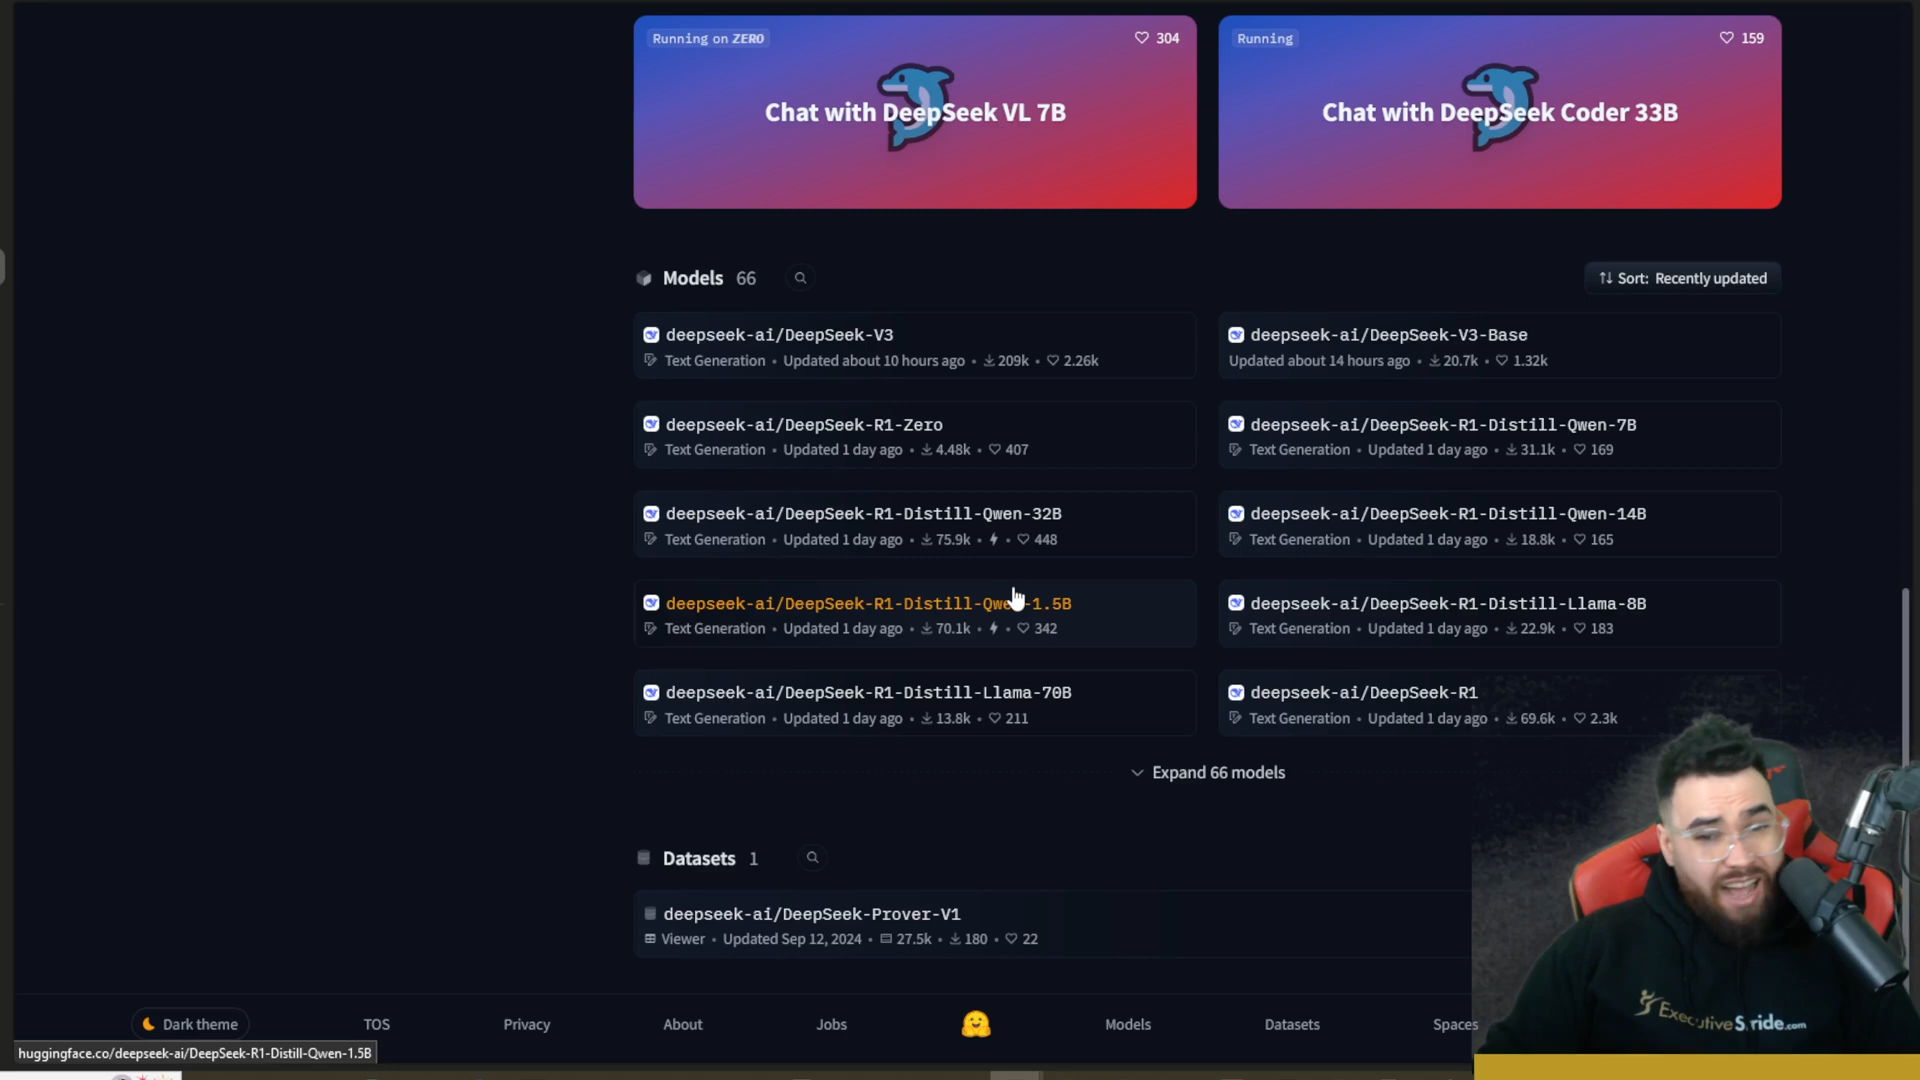 Running on ZERO
304
Chat with DeepSeek VL 7B
Running
159
Chat with DeepSeek Coder 33B
Models 66
Sort: Recently updated
deepseek-ai/DeepSeek-V3
Text Generation • Updated about 10 hours ago • 209k • 2.26k
deepseek-ai/DeepSeek-V3-Base
Updated about 14 hours ago • 20.7k • 1.32k
deepseek-ai/DeepSeek-R1-Zero
Text Generation • Updated 1 day ago • 4.48k • 407
deepseek-ai/DeepSeek-R1-Distill-Qwen-7B
Text Generation • Updated 1 day ago • 31.1k • 169
deepseek-ai/DeepSeek-R1-Distill-Qwen-32B
Text Generation • Updated 1 day ago • 75.9k • 448
deepseek-ai/DeepSeek-R1-Distill-Qwen-14B
Text Generation • Updated 1 day ago • 18.8k • 165
deepseek-ai/DeepSeek-R1-Distill-Qwen-1.5B
Text Generation • Updated 1 day ago • 70.1k • 342
deepseek-ai/DeepSeek-R1-Distill-Llama-8B
Text Generation • Updated 1 day ago • 22.9k • 183
deepseek-ai/DeepSeek-R1-Distill-Llama-70B
Text Generation • Updated 1 day ago • 13.8k • 211
deepseek-ai/DeepSeek-R1
Text Generation • Updated 1 day ago • 69.6k • 2.3k
Expand 66 models
Datasets 1
deepseek-ai/DeepSeek-Prover-V1
Viewer • Updated Sep 12, 2024 • 27.5k • 180 • 22
ExecutiveStride.com
Dark theme
TOS
Privacy
About
Jobs
Models
Datasets
Spaces
huggingface.co/deepseek-ai/DeepSeek-R1-Distill-Qwen-1.5B